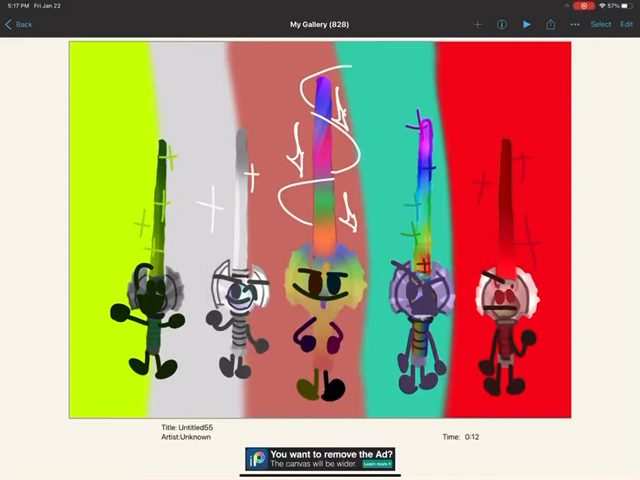 5:17 PM Fri Jan 22
57%
Back
My Gallery (828)
Select
Edit
Title: Untitled55
Artist:Unknown
Time: 0:12
iP
You want to remove the Ad?
The canvas will be wider.
Learn more